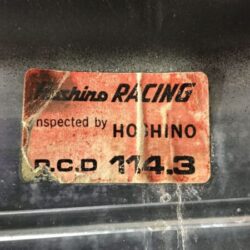 Hoshino RACING
nspected by HOSHINO
P.C.D 114.3